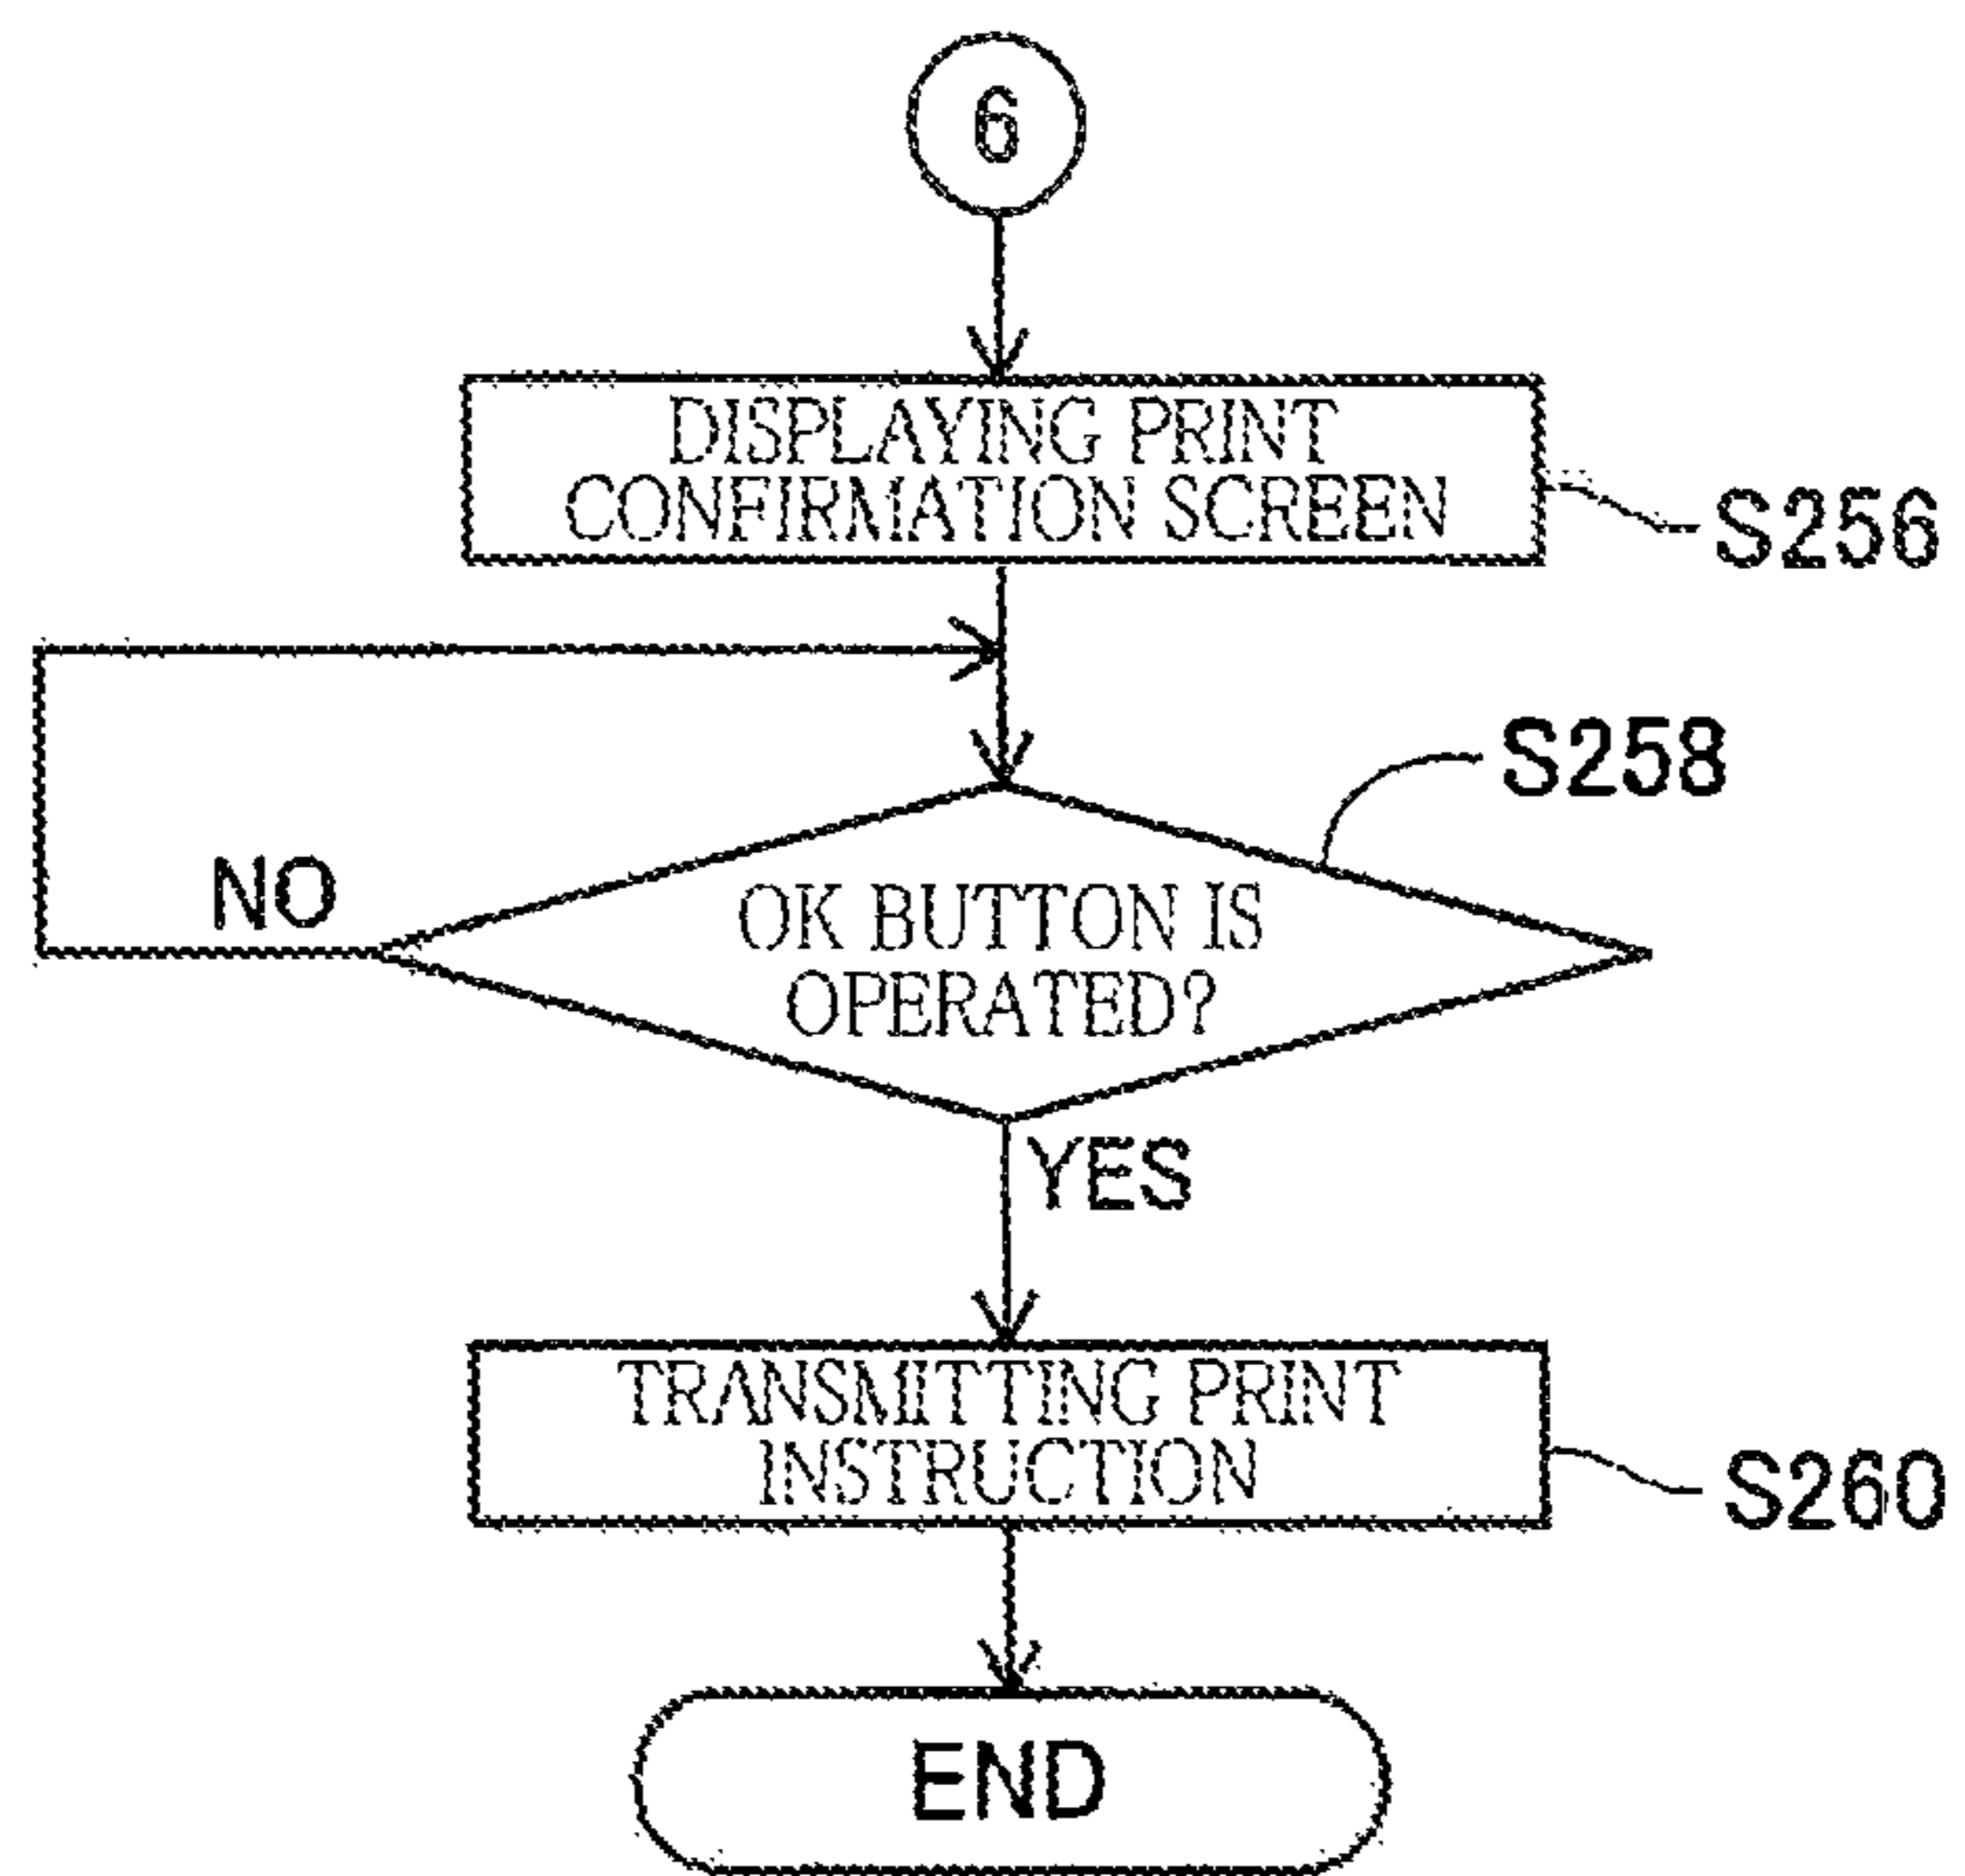 6
DISPLAYING PRINT
CONFIRMATION SCREEN
S256
S258
NO
OK BUTTON IS
OPERATED?
YES
TRANSMITTING PRINT
INSTRUCTION
S260
END